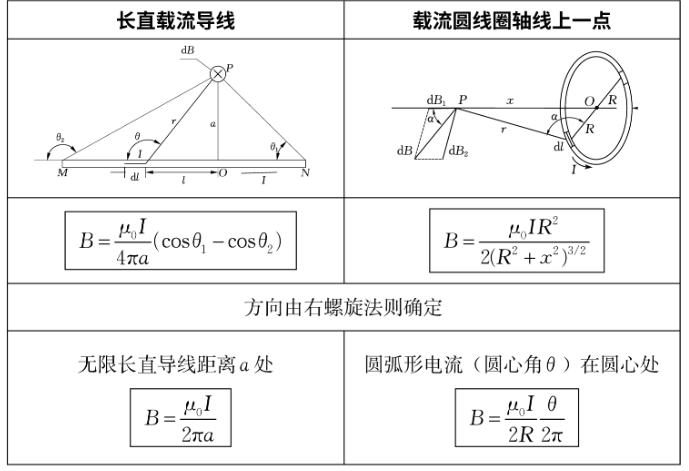 长直载流导线
载流圆线圈轴线上一点
dB
P
r
a
θ₂
θ
I
θ₁
M
dl
l
O
I
N
dB₁
P
x
O
R
α
α
r
R
dl
dB
dB₂
I
B = μ₀I/4πa (cosθ₁ − cosθ₂)
B = μ₀IR²/2(R² + x²)^3/2
方向由右螺旋法则确定
无限长直导线距离a处
B = μ₀I/2πa
圆弧形电流（圆心角θ）在圆心处
B = μ₀I/2R θ/2π